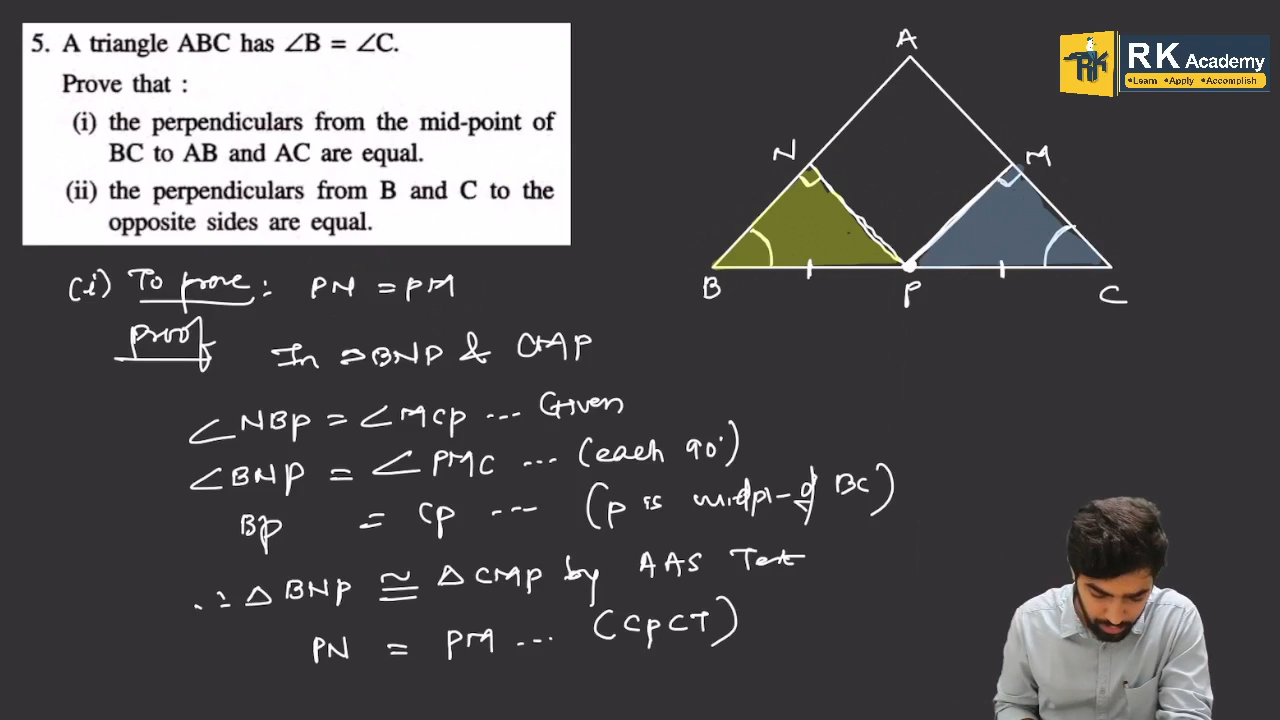 5. A triangle ABC has ∠B = ∠C.
Prove that :
(i) the perpendiculars from the mid-point of
BC to AB and AC are equal.
(ii) the perpendiculars from B and C to the
opposite sides are equal.
A
N
M
B
P
C
RK
RK Academy
•Learn •Apply •Accomplish
(i) To prove : PN = PM
Proof
In △BNP & CMP
∠NBP = ∠MCP ... Given
∠BNP = ∠PMC ... (each 90°)
BP = CP ... (P is midpt of BC)
∴ △BNP ≅ △CMP by AAS Test
PN = PM ... (CPCT)